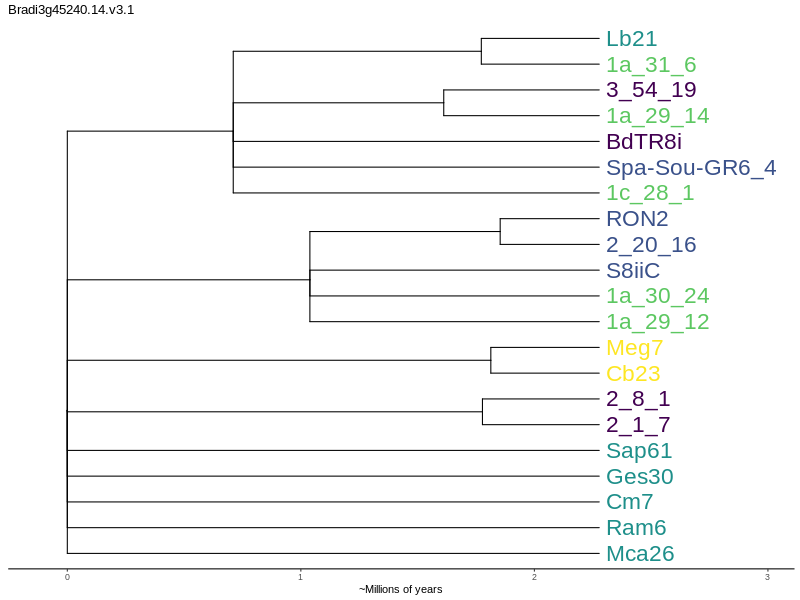 Bradi3g45240.14.v3.1
Lb21
1a_31_6
3_54_19
1a_29_14
BdTR8i
Spa-Sou-GR6_4
1c_28_1
RON2
2_20_16
S8iiC
1a_30_24
1a_29_12
Meg7
Cb23
2_8_1
2_1_7
Sap61
Ges30
Cm7
Ram6
Mca26
0 1 2 3
~Millions of years